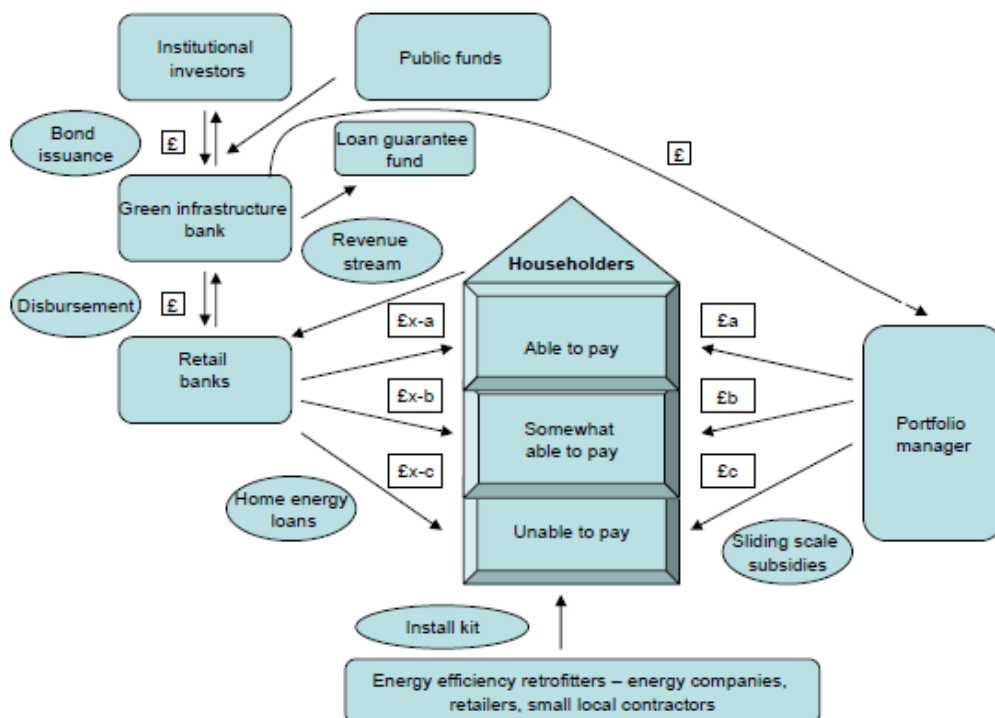 Institutional
investors
Public funds
Bond
issuance
£
Loan guarantee
fund
£
Green infrastructure
bank
Revenue
stream
Householders
Disbursement
£
£x-a
£a
Retail
banks
Able to pay
£x-b
£b
Somewhat
able to pay
Portfolio
manager
£x-c
£c
Home energy
loans
Unable to pay
Sliding scale
subsidies
Install kit
Energy efficiency retrofitters – energy companies,
retailers, small local contractors